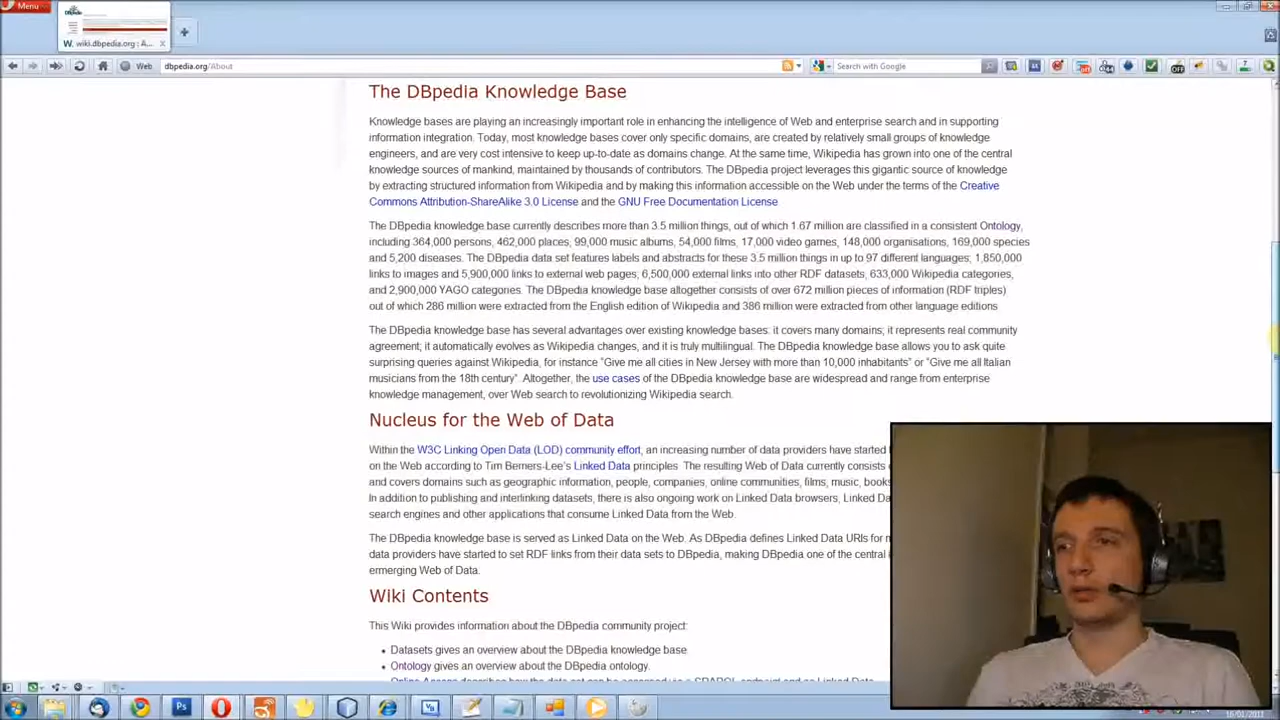 Menu
W. wiki.dbpedia.org : A...
Web
dbpedia.org/About
Search with Google
The DBpedia Knowledge Base
Knowledge bases are playing an increasingly important role in enhancing the intelligence of Web and enterprise search and in supporting
information integration. Today, most knowledge bases cover only specific domains, are created by relatively small groups of knowledge
engineers, and are very cost intensive to keep up-to-date as domains change. At the same time, Wikipedia has grown into one of the central
knowledge sources of mankind, maintained by thousands of contributors. The DBpedia project leverages this gigantic source of knowledge
by extracting structured information from Wikipedia and by making this information accessible on the Web under the terms of the Creative
Commons Attribution-ShareAlike 3.0 License and the GNU Free Documentation License
The DBpedia knowledge base currently describes more than 3.5 million things, out of which 1.67 million are classified in a consistent Ontology,
including 364,000 persons, 462,000 places, 99,000 music albums, 54,000 films, 17,000 video games, 148,000 organisations, 169,000 species
and 5,200 diseases. The DBpedia data set features labels and abstracts for these 3.5 million things in up to 97 different languages; 1,850,000
links to images and 5,900,000 links to external web pages; 6,500,000 external links into other RDF datasets, 633,000 Wikipedia categories,
and 2,900,000 YAGO categories. The DBpedia knowledge base altogether consists of over 672 million pieces of information (RDF triples)
out of which 286 million were extracted from the English edition of Wikipedia and 386 million were extracted from other language editions
The DBpedia knowledge base has several advantages over existing knowledge bases: it covers many domains; it represents real community
agreement; it automatically evolves as Wikipedia changes, and it is truly multilingual. The DBpedia knowledge base allows you to ask quite
surprising queries against Wikipedia, for instance "Give me all cities in New Jersey with more than 10,000 inhabitants" or "Give me all Italian
musicians from the 18th century". Altogether, the use cases of the DBpedia knowledge base are widespread and range from enterprise
knowledge management, over Web search to revolutionizing Wikipedia search.
Nucleus for the Web of Data
Within the W3C Linking Open Data (LOD) community effort, an increasing number of data providers have started
on the Web according to Tim Berners-Lee's Linked Data principles. The resulting Web of Data currently consists
and covers domains such as geographic information, people, companies, online communities, films, music, books
In addition to publishing and interlinking datasets, there is also ongoing work on Linked Data browsers, Linked Da
search engines and other applications that consume Linked Data from the Web.
The DBpedia knowledge base is served as Linked Data on the Web. As DBpedia defines Linked Data URIs for
data providers have started to set RDF links from their data sets to DBpedia, making DBpedia one of the central
ermerging Web of Data.
Wiki Contents
This Wiki provides information about the DBpedia community project:
Datasets gives an overview about the DBpedia knowledge base
Ontology gives an overview about the DBpedia ontology.